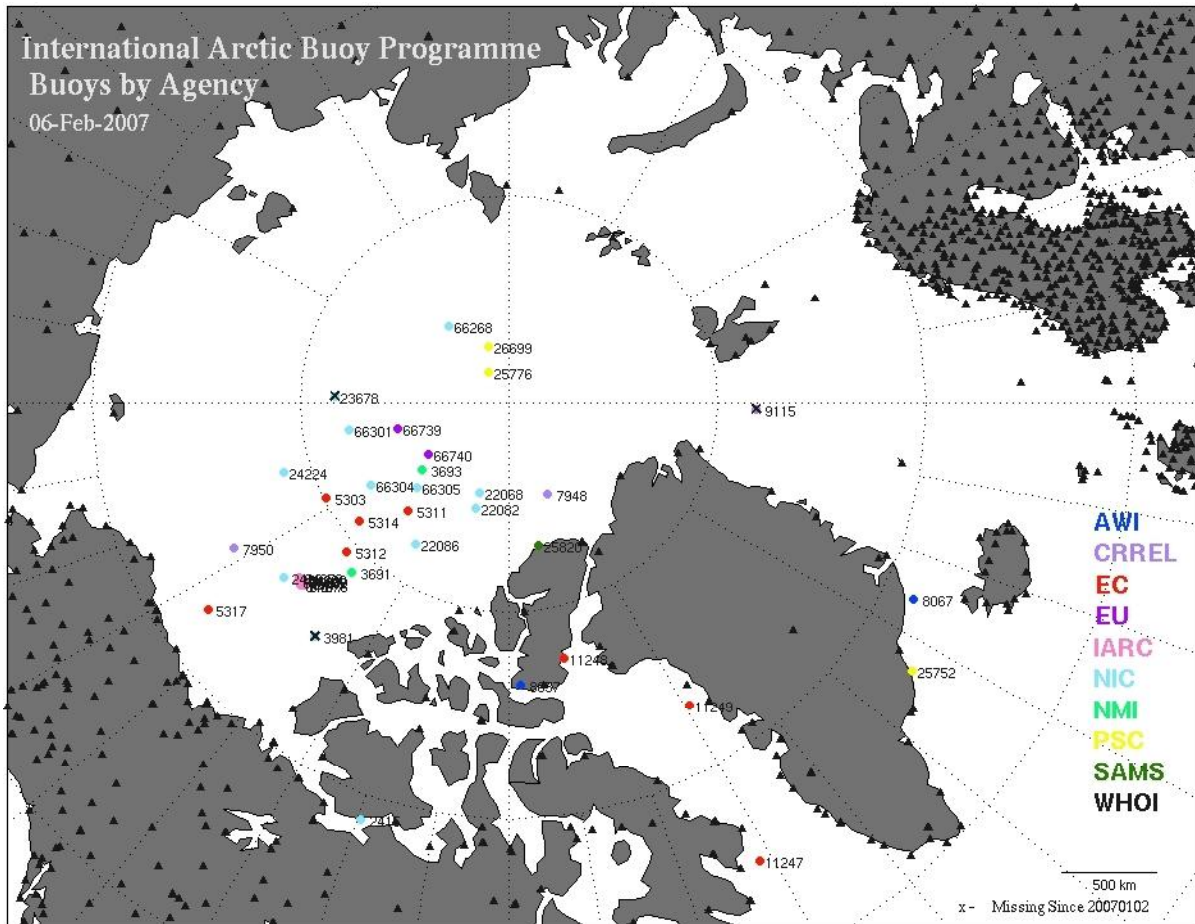 International Arctic Buoy Programme
Buoys by Agency
06-Feb-2007
66268
26699
25776
23678
9115
66301
66739
66740
3693
24224
66304
66305
22068
7948
5303
22082
5311
5314
25820
7950
5312
22086
3691
5317
3981
8067
11248
25752
11249
11247
AWI
CRREL
EC
EU
IARC
NIC
NMI
PSC
SAMS
WHOI
500 km
x - Missing Since 20070102